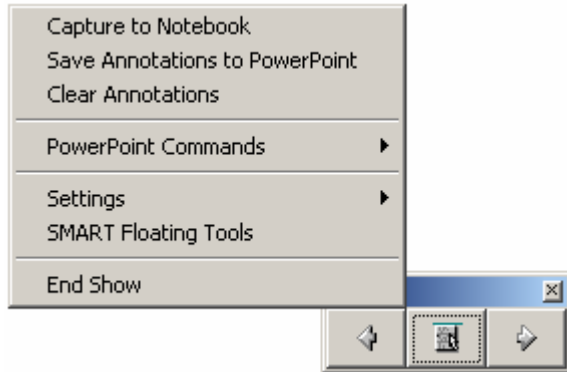 Capture to Notebook
Save Annotations to PowerPoint
Clear Annotations
PowerPoint Commands
Settings
SMART Floating Tools
End Show